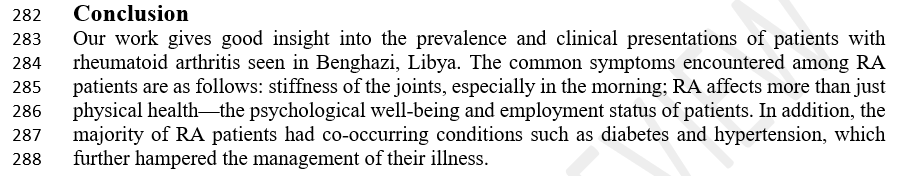 282 Conclusion
283 Our work gives good insight into the prevalence and clinical presentations of patients with
284 rheumatoid arthritis seen in Benghazi, Libya. The common symptoms encountered among RA
285 patients are as follows: stiffness of the joints, especially in the morning; RA affects more than just
286 physical health—the psychological well-being and employment status of patients. In addition, the
287 majority of RA patients had co-occurring conditions such as diabetes and hypertension, which
288 further hampered the management of their illness.